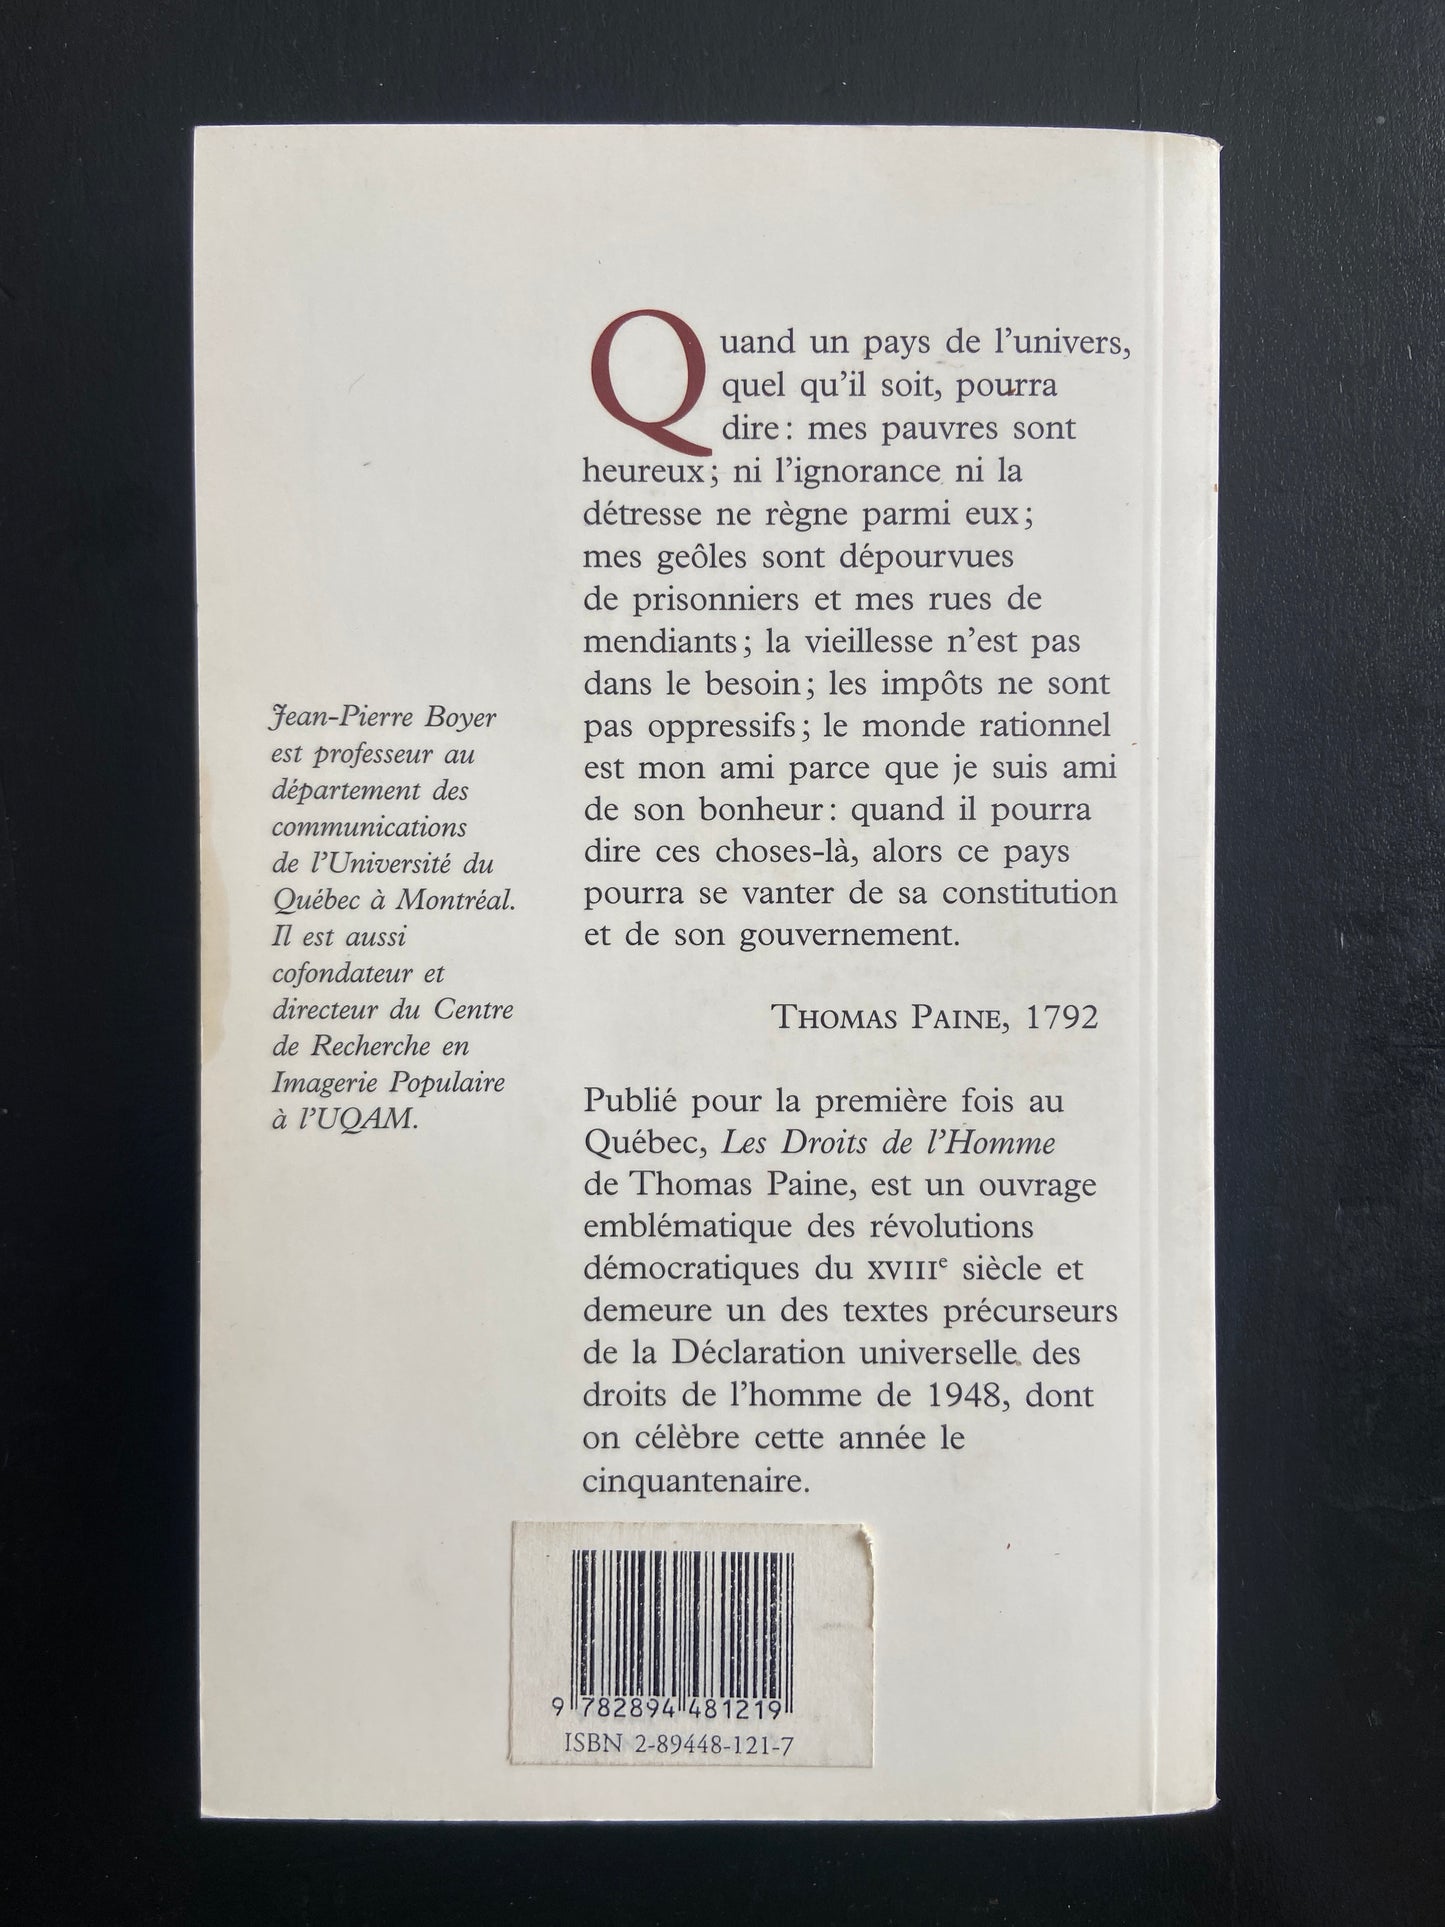 Quand un pays de l'univers,
quel qu'il soit, pourra
dire : mes pauvres sont
heureux ; ni l'ignorance ni la
détresse ne règne parmi eux ;
mes geôles sont dépourvues
de prisonniers et mes rues de
mendiants ; la vieillesse n'est pas
dans le besoin ; les impôts ne sont
pas oppressifs ; le monde rationnel
est mon ami parce que je suis ami
de son bonheur : quand il pourra
dire ces choses-là, alors ce pays
pourra se vanter de sa constitution
et de son gouvernement.
THOMAS PAINE, 1792
Jean-Pierre Boyer
est professeur au
département des
communications
de l'Université du
Québec à Montréal.
Il est aussi
cofondateur et
directeur du Centre
de Recherche en
Imagerie Populaire
à l'UQAM.
Publié pour la première fois au
Québec, Les Droits de l'Homme
de Thomas Paine, est un ouvrage
emblématique des révolutions
démocratiques du XVIIIe siècle et
demeure un des textes précurseurs
de la Déclaration universelle des
droits de l'homme de 1948, dont
on célèbre cette année le
cinquantenaire.
9 782894 481219
ISBN 2-89448-121-7